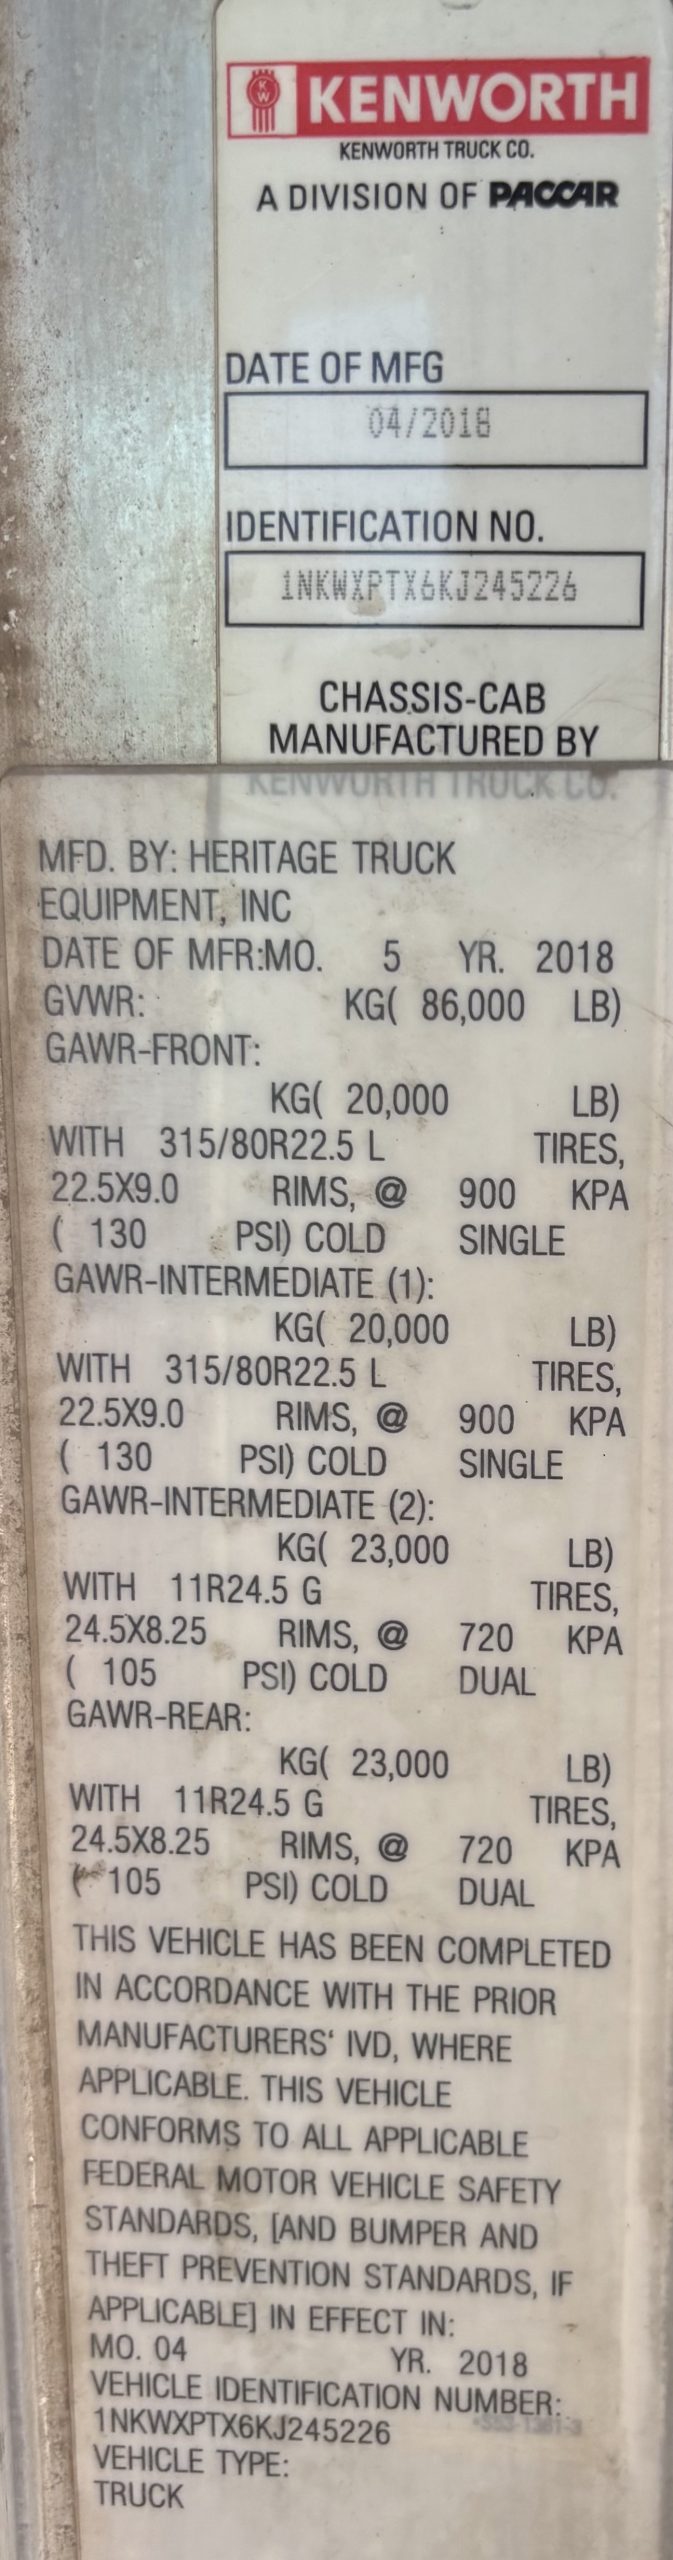 KW
KENWORTH
KENWORTH TRUCK CO.
A DIVISION OF PACCAR
DATE OF MFG
04/2018
IDENTIFICATION NO.
1NKWXPTX6KJ245226
CHASSIS-CAB
MANUFACTURED BY
KENWORTH TRUCK CO.
MFD. BY: HERITAGE TRUCK
EQUIPMENT, INC
DATE OF MFR:MO. 5 YR. 2018
GVWR: KG( 86,000 LB)
GAWR-FRONT:
KG( 20,000 LB)
WITH 315/80R22.5 L TIRES,
22.5X9.0 RIMS, @ 900 KPA
( 130 PSI) COLD SINGLE
GAWR-INTERMEDIATE (1):
KG( 20,000 LB)
WITH 315/80R22.5 L TIRES,
22.5X9.0 RIMS, @ 900 KPA
( 130 PSI) COLD SINGLE
GAWR-INTERMEDIATE (2):
KG( 23,000 LB)
WITH 11R24.5 G TIRES,
24.5X8.25 RIMS, @ 720 KPA
( 105 PSI) COLD DUAL
GAWR-REAR:
KG( 23,000 LB)
WITH 11R24.5 G TIRES,
24.5X8.25 RIMS, @ 720 KPA
( 105 PSI) COLD DUAL
THIS VEHICLE HAS BEEN COMPLETED
IN ACCORDANCE WITH THE PRIOR
MANUFACTURERS' IVD, WHERE
APPLICABLE. THIS VEHICLE
CONFORMS TO ALL APPLICABLE
FEDERAL MOTOR VEHICLE SAFETY
STANDARDS, [AND BUMPER AND
THEFT PREVENTION STANDARDS, IF
APPLICABLE] IN EFFECT IN:
MO. 04 YR. 2018
VEHICLE IDENTIFICATION NUMBER:
1NKWXPTX6KJ245226
VEHICLE TYPE:
TRUCK